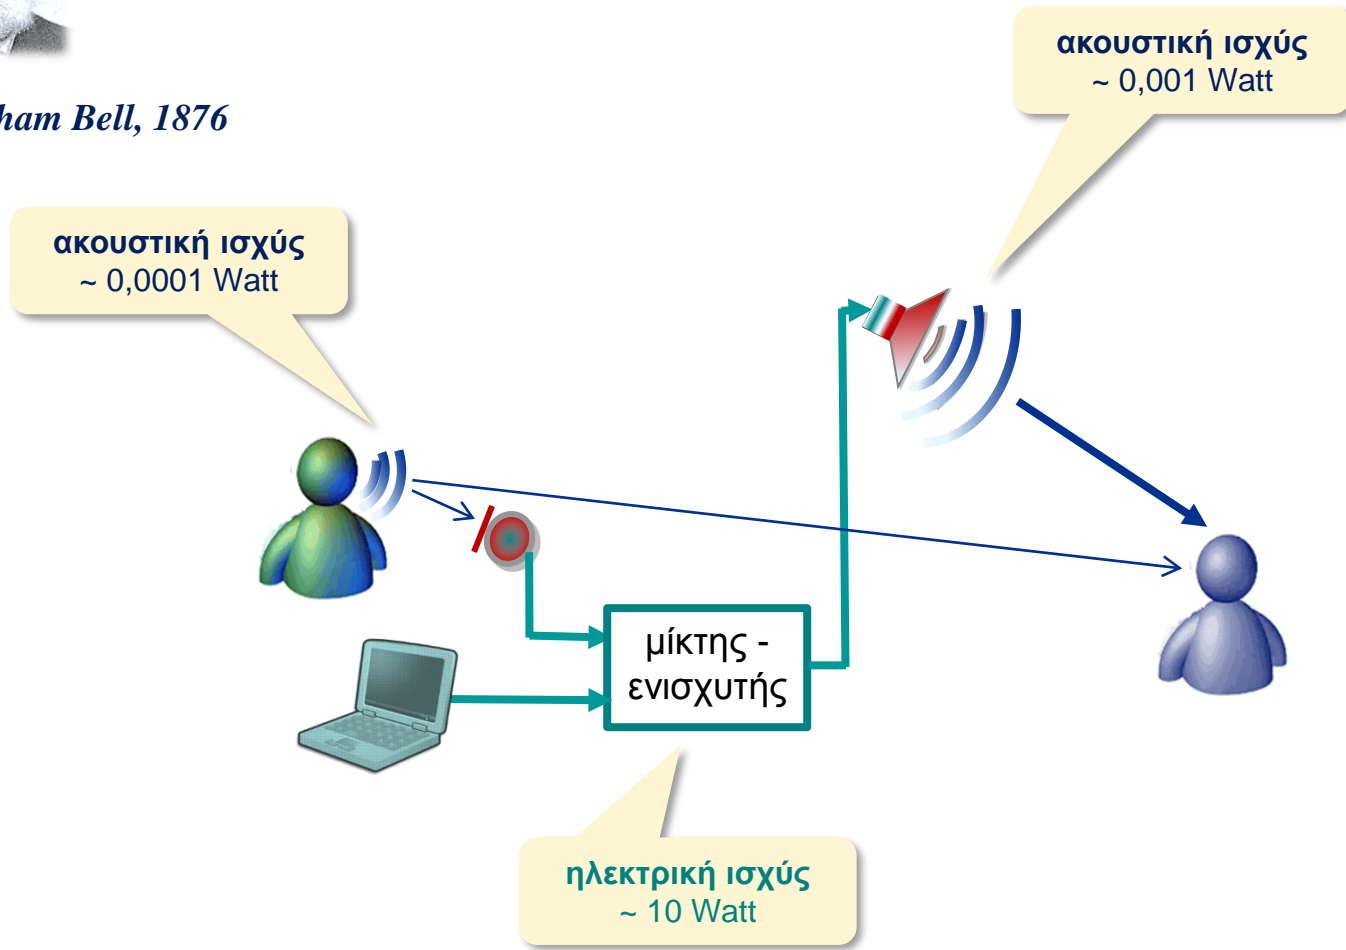 ακουστική ισχύς
~ 0,001 Watt
ham Bell, 1876
ακουστική ισχύς
~ 0,0001 Watt
μίκτης -
ενισχυτής
ηλεκτρική ισχύς
~ 10 Watt